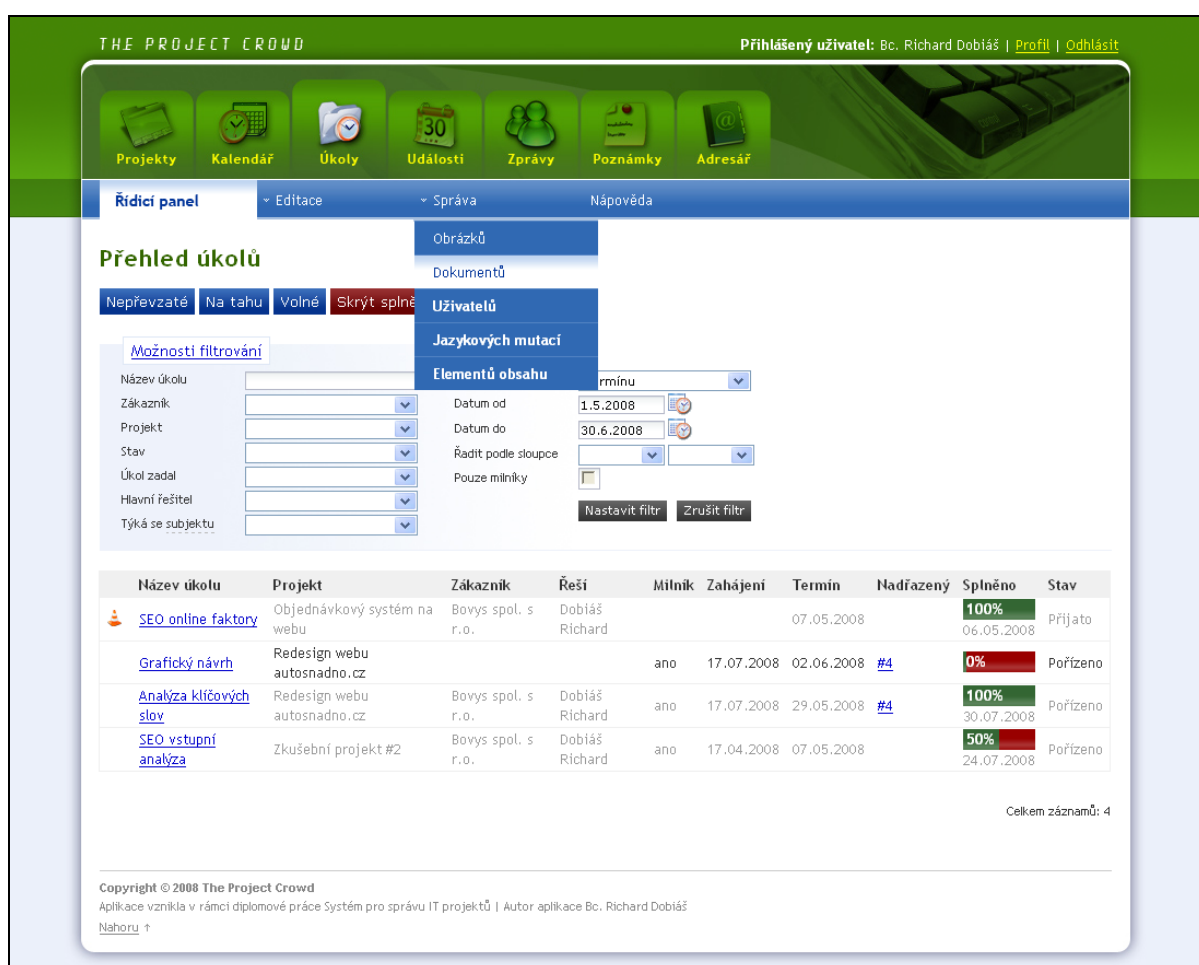 THE PROJECT CROWD
Přihlášený uživatel: Bc. Richard Dobiáš | Profil | Odhlásit
Projekty Kalendář Úkoly Události Zprávy Poznámky Adresář
30
Řídicí panel Editace Správa Nápověda
Obrázků
Dokumentů
Uživatelů
Jazykových mutací
Elementů obsahu
Přehled úkolů
Nepřevzaté Na tahu Volné Skrýt
Možnosti filtrování
Název úkolu
Zákazník Datum od 1.5.2008
Projekt Datum do 30.6.2008
Stav Řadit podle sloupce
Úkol zadal Pouze milníky
Hlavní řešitel Nastavit filtr Zrušit filtr
Týká se subjektu
Název úkolu Projekt Zákazník Řeší Milník Zahájení Termín Nadřazený Splněno Stav
SEO online faktory Objednávkový systém na webu Bovys spol. s r.o. Dobiáš Richard 07.05.2008 100% 06.05.2008 Přijato
Grafický návrh Redesign webu autosnadno.cz ano 17.07.2008 02.06.2008 #4 0% Pořízeno
Analýza klíčových slov Redesign webu autosnadno.cz Bovys spol. s r.o. Dobiáš Richard ano 17.07.2008 29.05.2008 #4 100% 30.07.2008 Pořízeno
SEO vstupní analýza Zkušební projekt #2 Bovys spol. s r.o. Dobiáš Richard ano 17.04.2008 07.05.2008 50% 24.07.2008 Pořízeno
Celkem záznamů: 4
Copyright © 2008 The Project Crowd
Aplikace vznikla v rámci diplomové práce Systém pro správu IT projektů | Autor aplikace Bc. Richard Dobiáš
Nahoru ↑